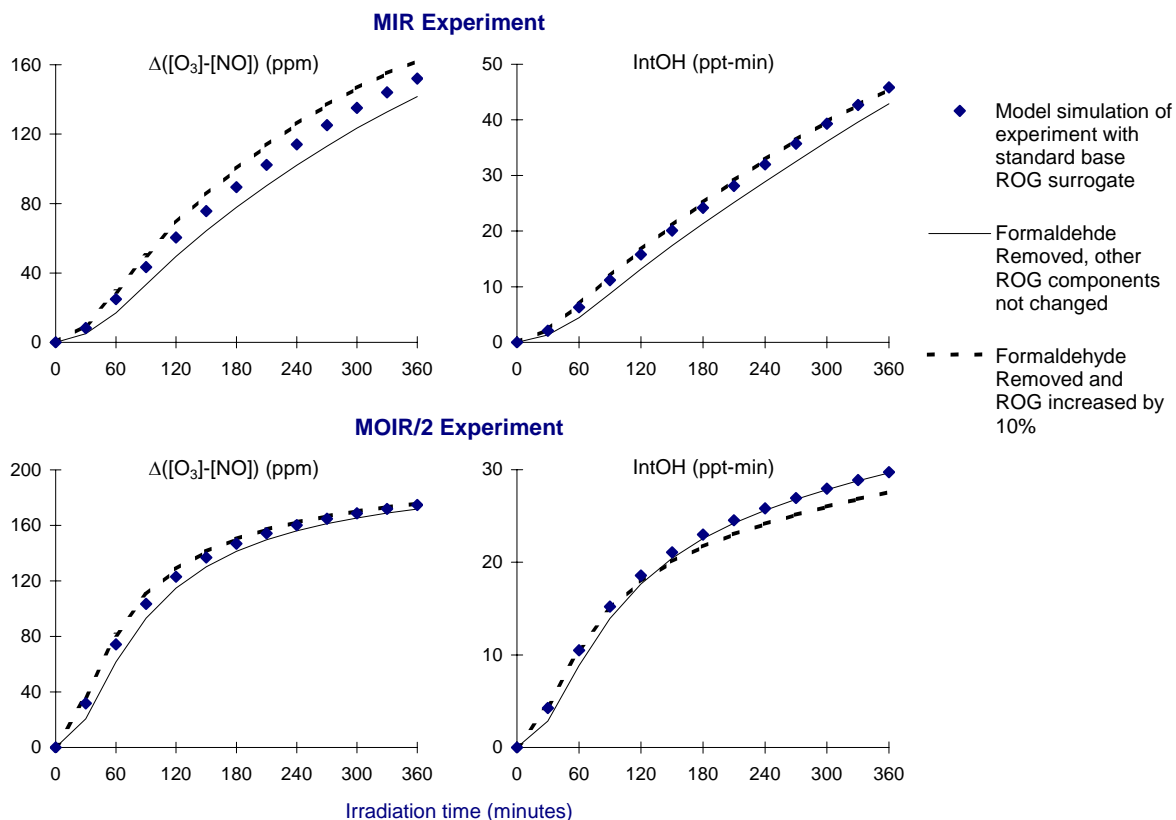 MIR Experiment
Δ([O3]-[NO]) (ppm)
160
120
80
40
0
0 60 120 180 240 300 360
IntOH (ppt-min)
50
40
30
20
10
0
0 60 120 180 240 300 360
Model simulation of
experiment with
standard base
ROG surrogate
Formaldehde
Removed, other
ROG components
not changed
Formaldehyde
Removed and
ROG increased by
10%
MOIR/2 Experiment
Δ([O3]-[NO]) (ppm)
200
160
120
80
40
0
0 60 120 180 240 300 360
IntOH (ppt-min)
30
20
10
0
0 60 120 180 240 300 360
Irradiation time (minutes)